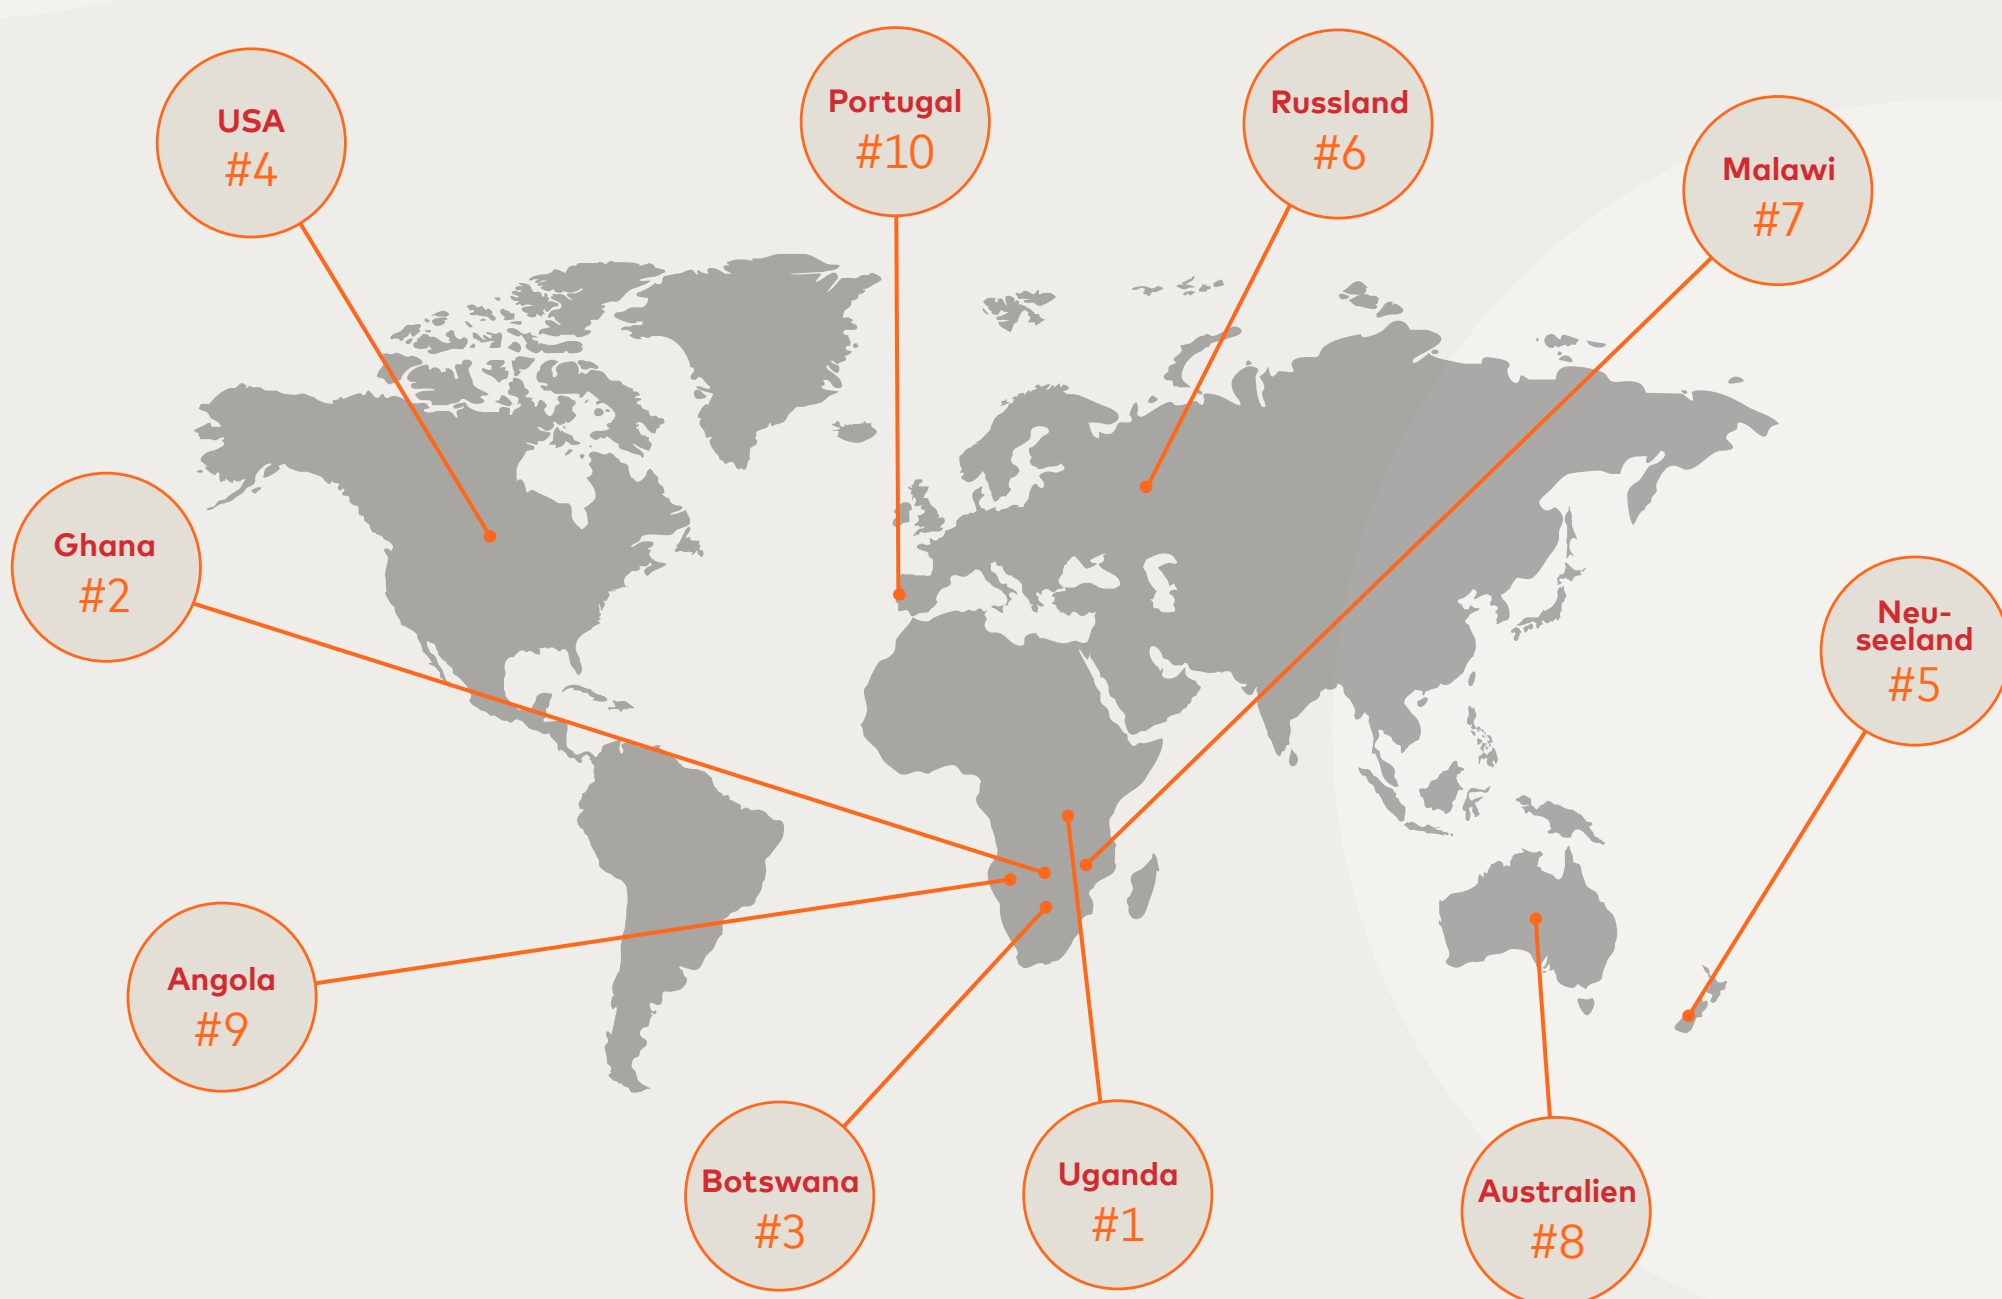 USA
#4
Portugal
#10
Russland
#6
Malawi
#7
Ghana
#2
Neu-
seeland
#5
Angola
#9
Botswana
#3
Uganda
#1
Australien
#8